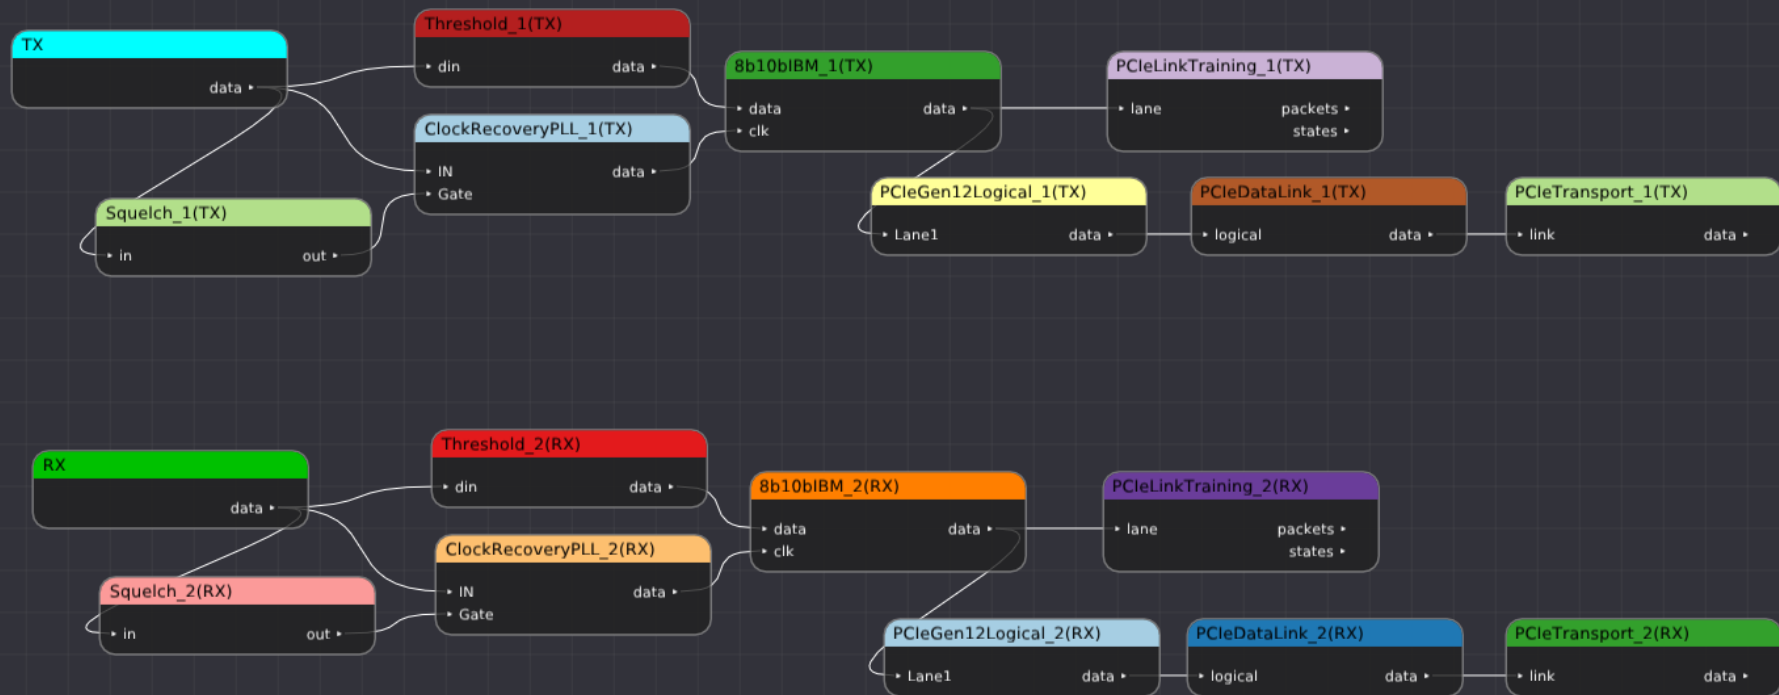 TX
data
Threshold_1(TX)
din data
8b10bIBM_1(TX)
data data
clk
PCIeLinkTraining_1(TX)
lane packets
states
ClockRecoveryPLL_1(TX)
IN data
Gate
Squelch_1(TX)
in out
PCIeGen12Logical_1(TX)
Lane1 data
PCIeDataLink_1(TX)
logical data
PCIeTransport_1(TX)
link data
RX
data
Threshold_2(RX)
din data
8b10bIBM_2(RX)
data data
clk
PCIeLinkTraining_2(RX)
lane packets
states
ClockRecoveryPLL_2(RX)
IN data
Gate
Squelch_2(RX)
in out
PCIeGen12Logical_2(RX)
Lane1 data
PCIeDataLink_2(RX)
logical data
PCIeTransport_2(RX)
link data